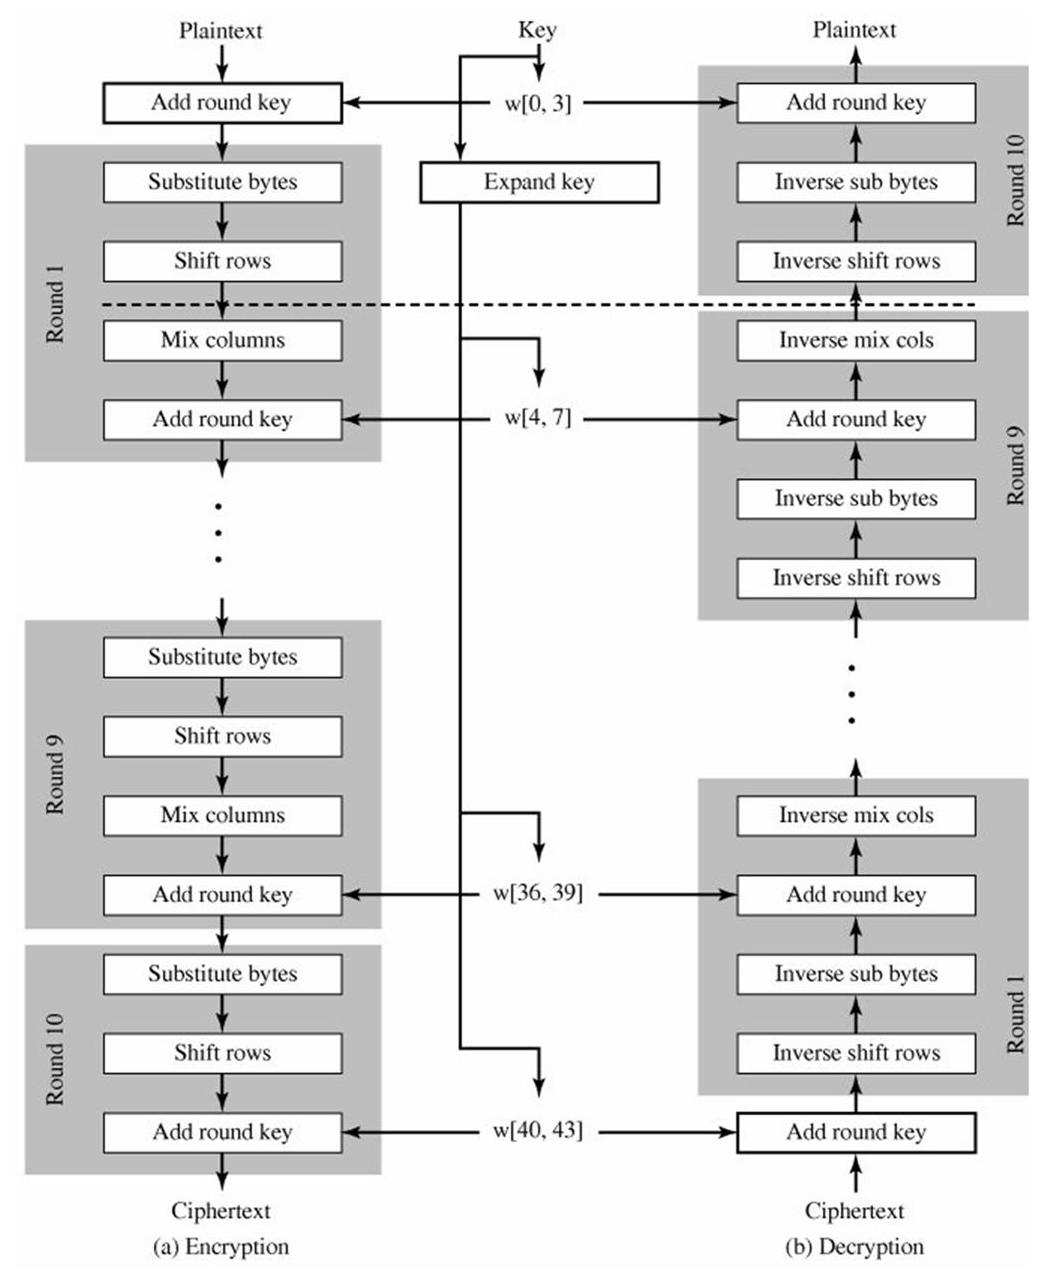 Plaintext
Add round key
Round 1
Substitute bytes
Shift rows
Mix columns
Add round key
Round 9
Substitute bytes
Shift rows
Mix columns
Add round key
Round 10
Substitute bytes
Shift rows
Add round key
Ciphertext
(a) Encryption
Key
w[0, 3]
Expand key
w[4, 7]
w[36, 39]
w[40, 43]
Plaintext
Add round key
Inverse sub bytes
Inverse shift rows
Round 10
Inverse mix cols
Add round key
Inverse sub bytes
Inverse shift rows
Round 9
Inverse mix cols
Add round key
Inverse sub bytes
Inverse shift rows
Round 1
Add round key
Ciphertext
(b) Decryption